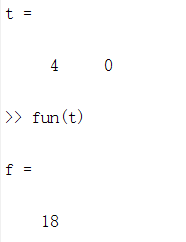 t =
4 0
>> fun(t)
f =
18